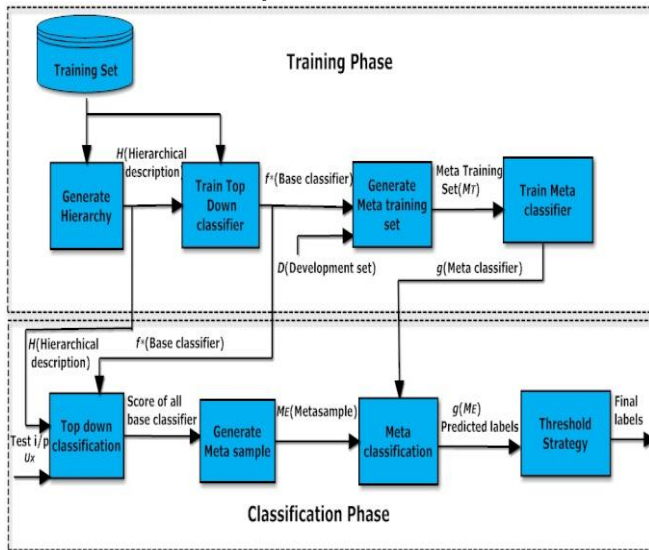 Training Set
Training Phase
H(Hierarchical
description)
Generate
Hierarchy
Train Top
Down
classifier
fⁿ(Base classifier)
Generate
Meta training
set
Meta Training
Set(MT)
Train Meta
classifier
D(Development set)
g(Meta classifier)
H(Hierarchical
description)
fⁿ(Base classifier)
Test i/p
Ux
Top down
classification
Score of all
base classifier
Generate
Meta sample
ME(Metasample)
Meta
classification
g(ME)
Predicted labels
Threshold
Strategy
Final
labels
Classification Phase